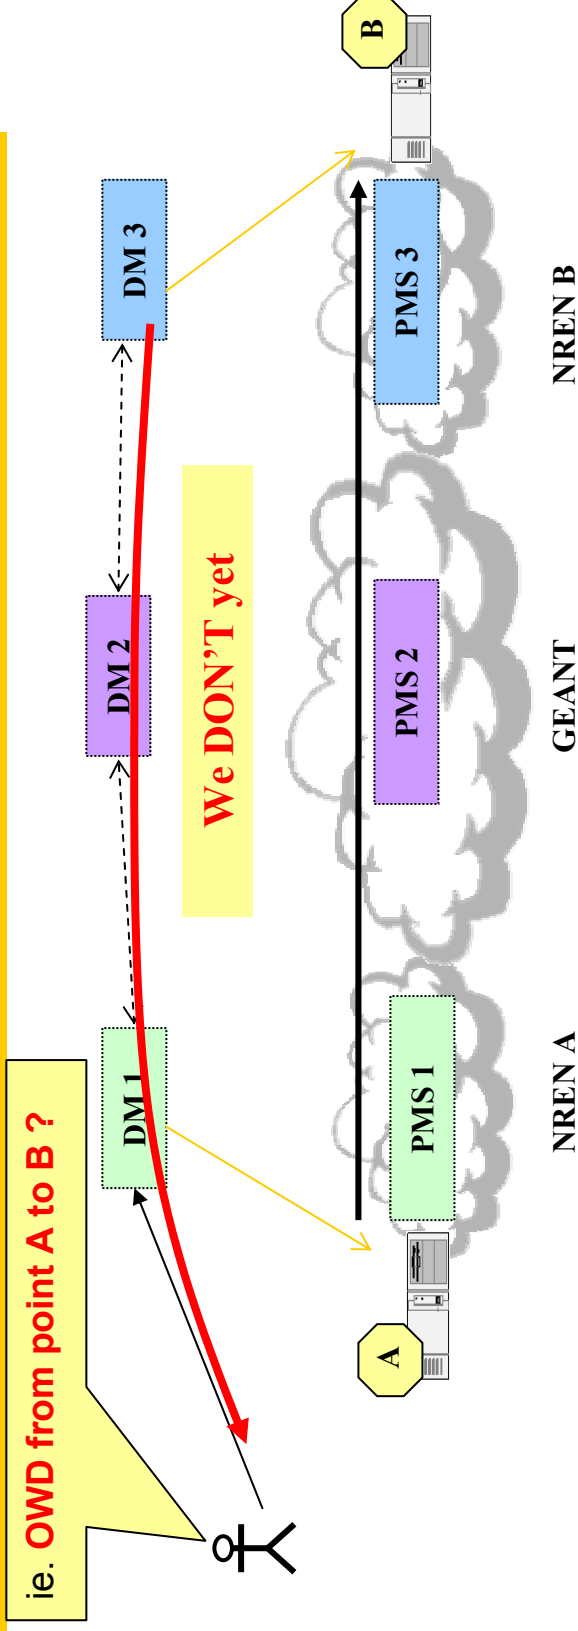 ie. OWD from point A to B ?
DM 1
DM 2
DM 3
We DON'T yet
A
PMS 1
PMS 2
PMS 3
B
NREN A
GEANT
NREN B